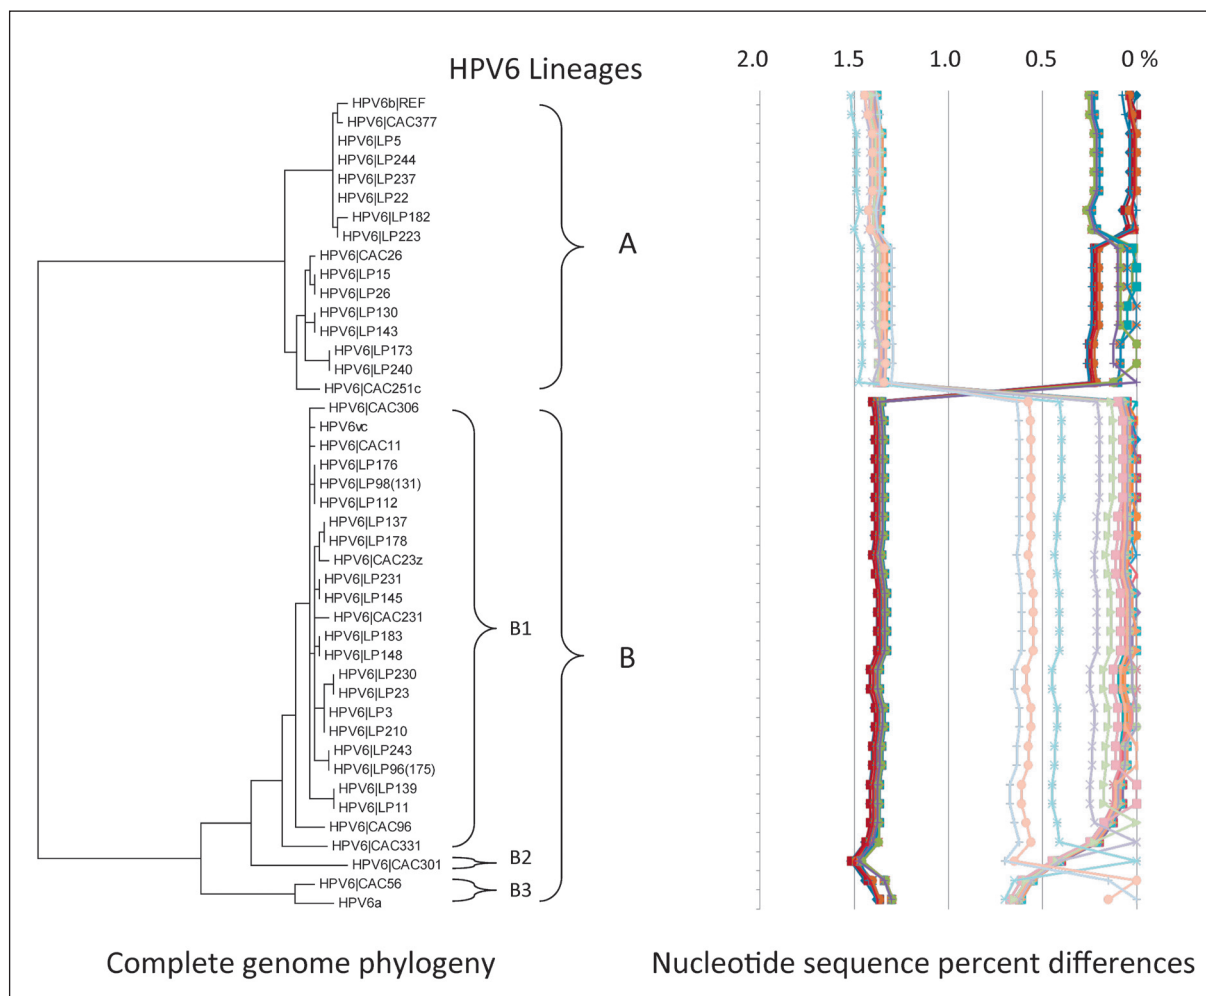 HPV6 Lineages
2.0 1.5 1.0 0.5 0 %
HPV6b|REF
HPV6|CAC377
HPV6|LP5
HPV6|LP244
HPV6|LP237
HPV6|LP22
HPV6|LP182
HPV6|LP223
HPV6|CAC26
HPV6|LP15
HPV6|LP26
HPV6|LP130
HPV6|LP143
HPV6|LP173
HPV6|LP240
HPV6|CAC251c
A
HPV6|CAC306
HPV6vc
HPV6|CAC11
HPV6|LP176
HPV6|LP98(131)
HPV6|LP112
HPV6|LP137
HPV6|LP178
HPV6|CAC23z
HPV6|LP231
HPV6|LP145
HPV6|CAC231
HPV6|LP183
HPV6|LP148
HPV6|LP230
HPV6|LP23
HPV6|LP3
HPV6|LP210
HPV6|LP243
HPV6|LP96(175)
HPV6|LP139
HPV6|LP11
HPV6|CAC96
HPV6|CAC331
HPV6|CAC301
HPV6|CAC56
HPV6a
B1
B2
B3
B
Complete genome phylogeny
Nucleotide sequence percent differences